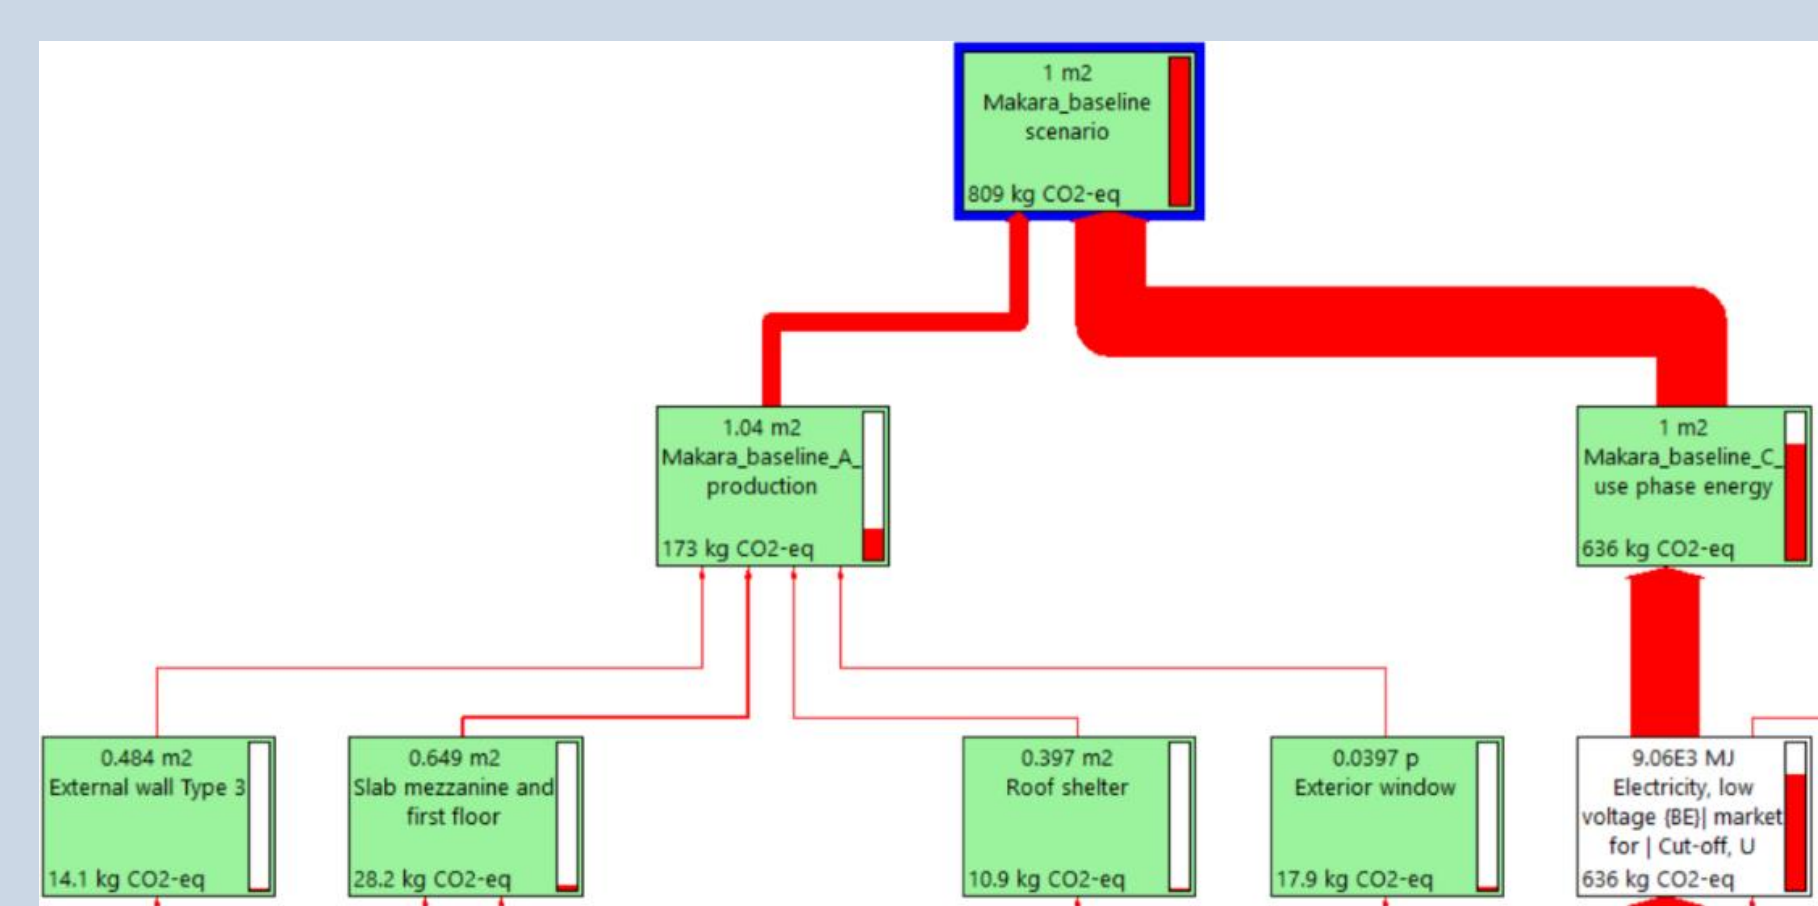 1 m2
Makara_baseline
scenario
809 kg CO2-eq
1.04 m2
Makara_baseline_A_
production
173 kg CO2-eq
1 m2
Makara_baseline_C_
use phase energy
636 kg CO2-eq
0.484 m2
External wall Type 3
14.1 kg CO2-eq
0.649 m2
Slab mezzanine and
first floor
28.2 kg CO2-eq
0.397 m2
Roof shelter
10.9 kg CO2-eq
0.0397 p
Exterior window
17.9 kg CO2-eq
9.06E3 MJ
Electricity, low
voltage {BE}| market
for | Cut-off, U
636 kg CO2-eq